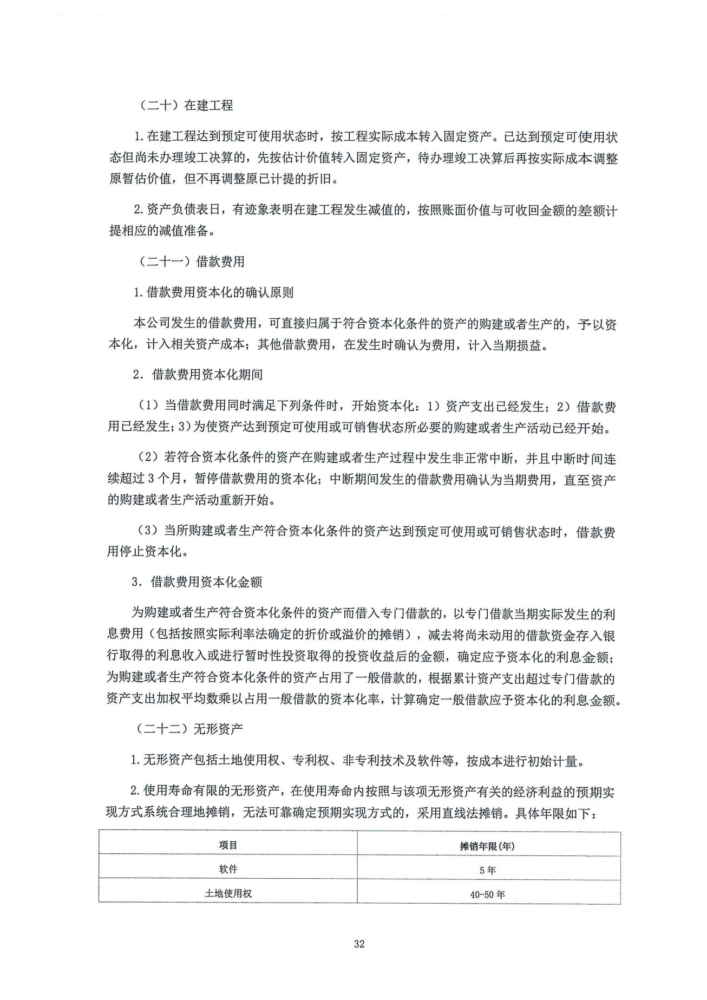 （二十）在建工程
1.在建工程达到预定可使用状态时，按工程实际成本转入固定资产。已达到预定可使用状
态但尚未办理竣工决算的，先按估计价值转入固定资产，待办理竣工决算后再按实际成本调整
原暂估价值，但不再调整原已计提的折旧。
2.资产负债表日，有迹象表明在建工程发生减值的，按照账面价值与可收回金额的差额计
提相应的减值准备。
（二十一）借款费用
1.借款费用资本化的确认原则
本公司发生的借款费用，可直接归属于符合资本化条件的资产的购建或者生产的，予以资
本化，计入相关资产成本；其他借款费用，在发生时确认为费用，计入当期损益。
2．借款费用资本化期间
（1）当借款费用同时满足下列条件时，开始资本化：1）资产支出已经发生；2）借款费
用已经发生；3）为使资产达到预定可使用或可销售状态所必要的购建或者生产活动已经开始。
（2）若符合资本化条件的资产在购建或者生产过程中发生非正常中断，并且中断时间连
续超过 3 个月，暂停借款费用的资本化；中断期间发生的借款费用确认为当期费用，直至资产
的购建或者生产活动重新开始。
（3）当所购建或者生产符合资本化条件的资产达到预定可使用或可销售状态时，借款费
用停止资本化。
3．借款费用资本化金额
为购建或者生产符合资本化条件的资产而借入专门借款的，以专门借款当期实际发生的利
息费用（包括按照实际利率法确定的折价或溢价的摊销），减去将尚未动用的借款资金存入银
行取得的利息收入或进行暂时性投资取得的投资收益后的金额，确定应予资本化的利息金额；
为购建或者生产符合资本化条件的资产占用了一般借款的，根据累计资产支出超过专门借款的
资产支出加权平均数乘以占用一般借款的资本化率，计算确定一般借款应予资本化的利息金额。
（二十二）无形资产
1.无形资产包括土地使用权、专利权、非专利技术及软件等，按成本进行初始计量。
2.使用寿命有限的无形资产，在使用寿命内按照与该项无形资产有关的经济利益的预期实
现方式系统合理地摊销，无法可靠确定预期实现方式的，采用直线法摊销。具体年限如下：
项目 摊销年限(年)
软件 5 年
土地使用权 40-50 年
32